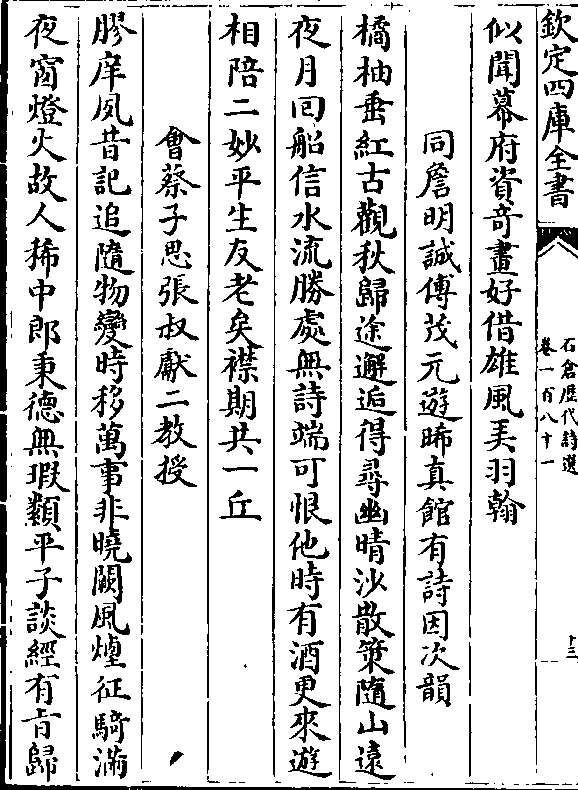 欽定四庫全書
石倉歷代詩選
卷一百八十一
十三
似聞幕府資奇畫好借雄風美羽翰
同詹明誠傅茂元遊晞真館有詩因次韻
橘柚垂紅古觀秋歸途邂逅得尋幽晴沙散策隨山遠
夜月回船信水流勝處無詩端可恨他時有酒更來遊
相陪二妙平生友老矣襟期共一丘
會蔡子思張叔獻二教授
膠庠夙昔記追隨物變時移萬事非曉闕風煙征騎滿
夜窗燈火故人稀中郎秉德無瑕纇平子談經有旨歸